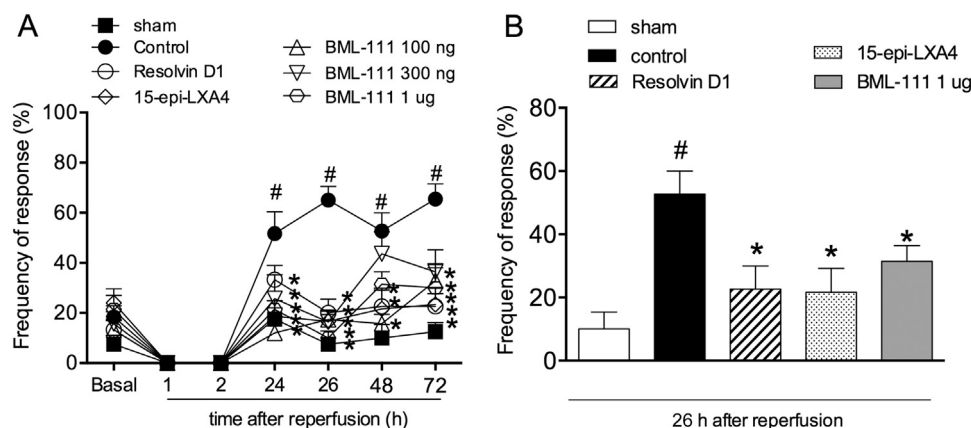 A
sham
Control
Resolvin D1
15-epi-LXA4
BML-111 100 ng
BML-111 300 ng
BML-111 1 ug
Frequency of response (%)
100
80
60
40
20
0
# # # #
* * * *
* * * *
* *
*
* * * * *
Basal 1 2 24 26 48 72
time after reperfusion (h)
B
sham
control
Resolvin D1
15-epi-LXA4
BML-111 1 ug
Frequency of response (%)
80
60
40
20
0
#
* * *
26 h after reperfusion